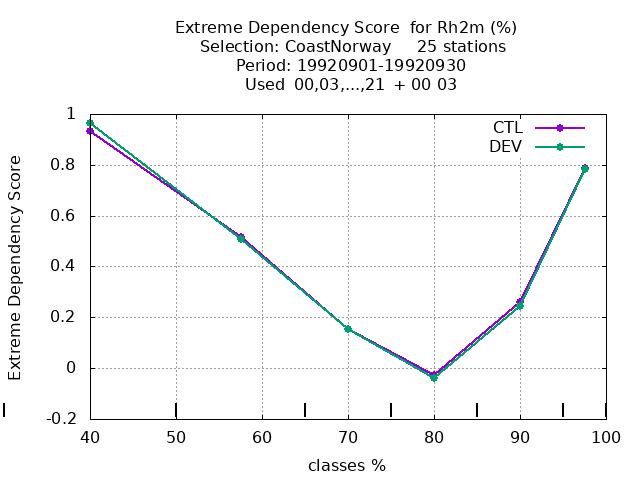 Extreme Dependency Score  for Rh2m (%)
Selection: CoastNorway     25 stations
Period: 19920901-19920930
Used  00,03,...,21  + 00 03
CTL
DEV
Extreme Dependency Score
1
0.8
0.6
0.4
0.2
0
-0.2
40 50 60 70 80 90 100
classes %